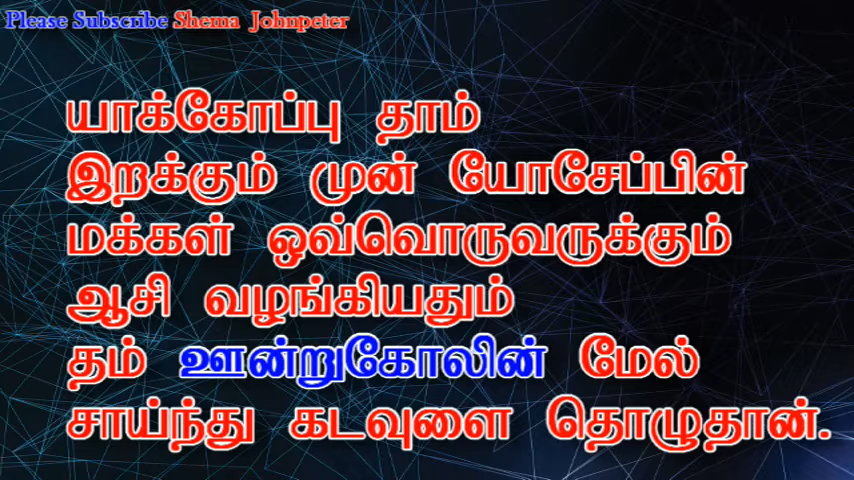 Please Subscribe Shema Johnpeter
யாக்கோப்பு தாம்
இறக்கும் முன் யோசேப்பின்
மக்கள் ஒவ்வொருவருக்கும்
ஆசி வழங்கியதும்
தம் ஊன்றுகோலின் மேல்
சாய்ந்து கடவுளை தொழுதான்.